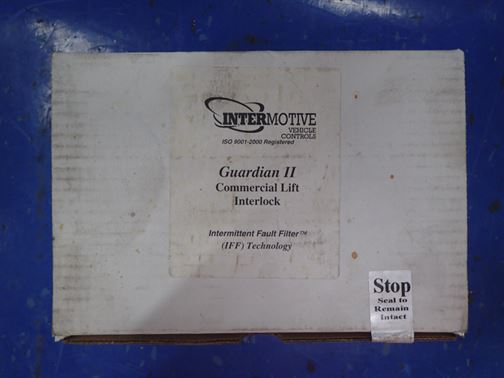 INTERMOTIVE
VEHICLE
CONTROLS
ISO 9001-2000 Registered
Guardian II
Commercial Lift
Interlock
Intermittent Fault Filter™
(IFF) Technology
Stop
Seal to
Remain
Intact